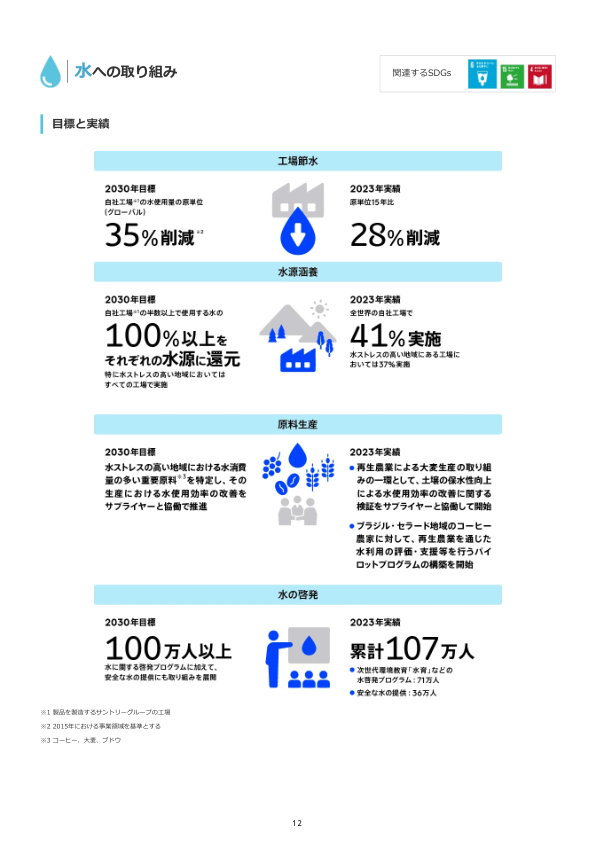 水への取り組み
関連するSDGs
目標と実績
工場節水
2030年目標
自社工場※1の水使用量の原単位
(グローバル)
35%削減※2
2023年実績
原単位15年比
28%削減
水源涵養
2030年目標
自社工場※1の半数以上で使用する水の
100%以上を
それぞれの水源に還元
特に水ストレスの高い地域においては
すべての工場で実施
2023年実績
全世界の自社工場で
41%実施
水ストレスの高い地域にある工場に
おいては37%実施
原料生産
2030年目標
水ストレスの高い地域における水消費
量の多い重要原料※3を特定し、その
生産における水使用効率の改善を
サプライヤーと協働で推進
2023年実績
● 再生農業による大麦生産の取り組
みの一環として、土壌の保水性向上
による水使用効率の改善に関する
検証をサプライヤーと協働して開始
● ブラジル・セラード地域のコーヒー
農家に対して、再生農業を通じた
水利用の評価・支援等を行うパイ
ロットプログラムの構築を開始
水の啓発
2030年目標
100万人以上
水に関する啓発プログラムに加えて、
安全な水の提供にも取り組みを展開
2023年実績
累計107万人
● 次世代環境教育「水育」などの
水啓発プログラム：71万人
● 安全な水の提供：36万人
※1 製品を製造するサントリーグループの工場
※2 2015年における事業領域を基準とする
※3 コーヒー、大麦、ブドウ
12